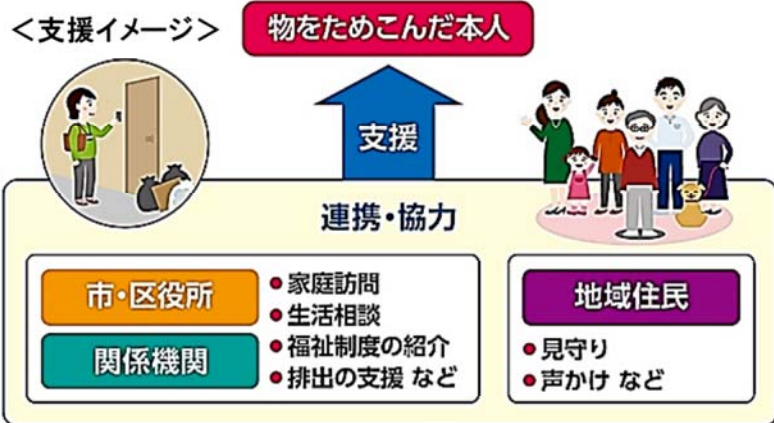 ＜支援イメージ＞
物をためこんだ本人
支援
連携・協力
市・区役所
関係機関
●家庭訪問
●生活相談
●福祉制度の紹介
●排出の支援 など
地域住民
●見守り
●声かけ など